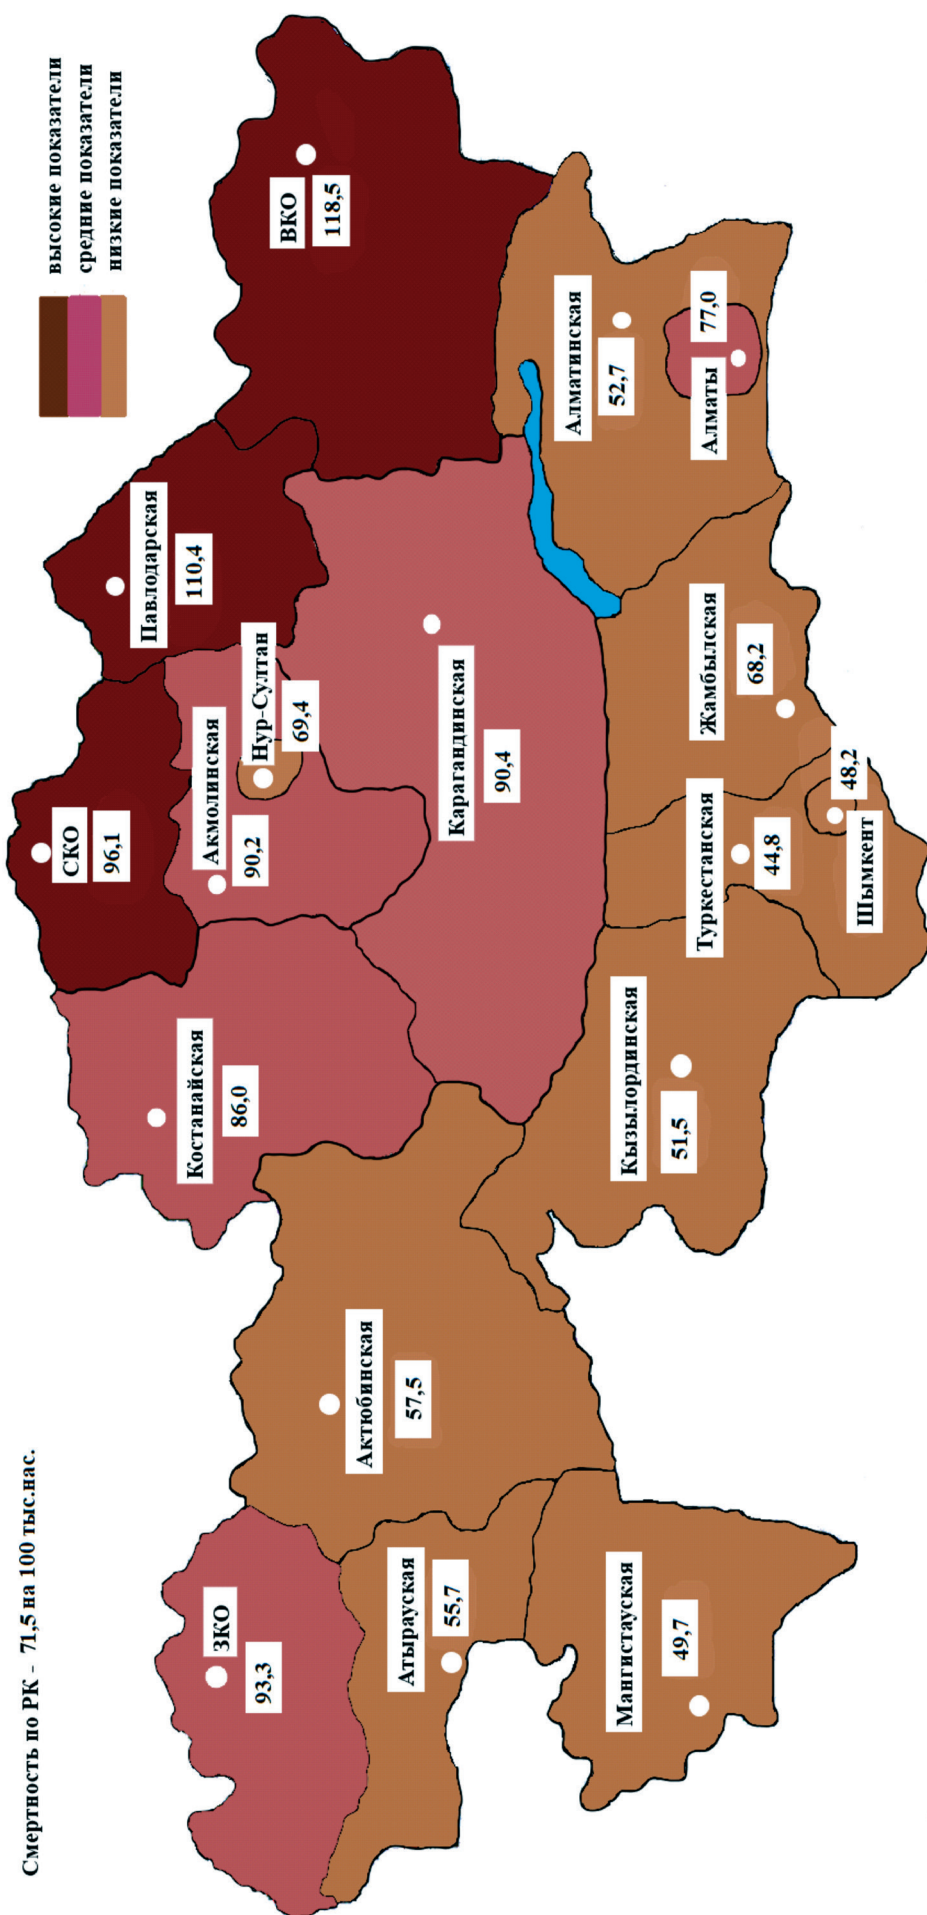 Смертность по РК - 71,5 на 100 тыс.нас.
высокие показатели
средние показатели
низкие показатели
ЗКО
93,3
Атырауская
55,7
Мангистауская
49,7
Актюбинская
57,5
Костанайская
86,0
СКО
96,1
Акмолинская
90,2
Нур-Султан
69,4
Павлодарская
110,4
ВКО
118,5
Карагандинская
90,4
Кызылординская
51,5
Туркестанская
44,8
Шымкент
48,2
Жамбылская
68,2
Алматинская
52,7
Алматы
77,0